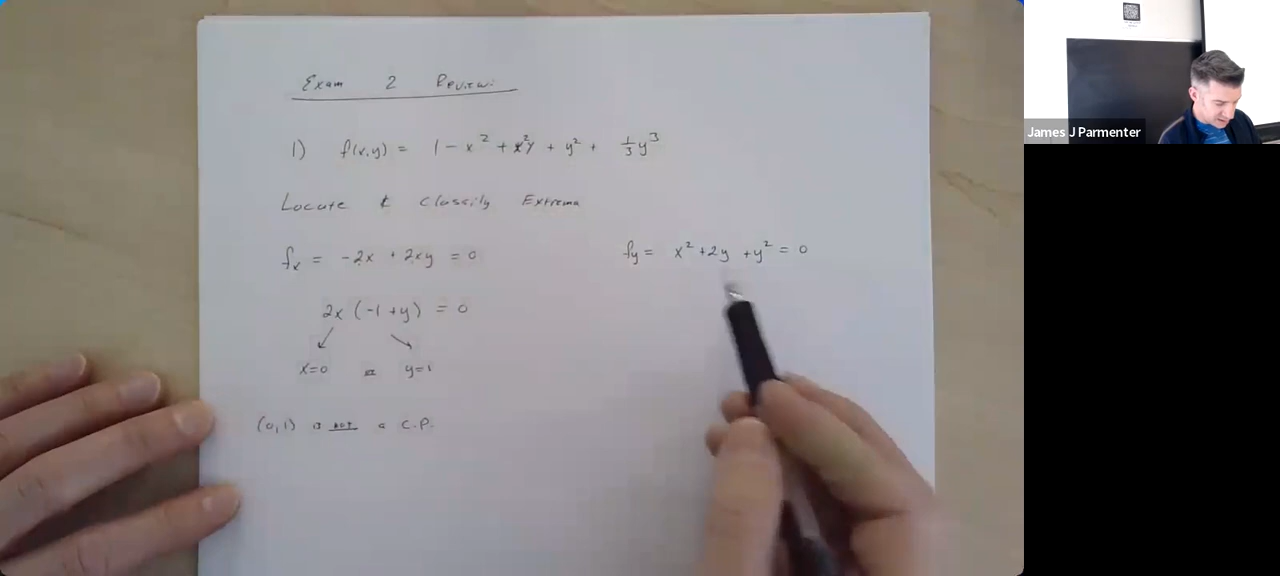 Exam 2 Review:
1) f(x,y) = 1 - x² + x²y + y² + ⅓y³
Locate & Classify Extrema
fx = -2x + 2xy = 0
fy = x² + 2y + y² = 0
2x (-1 + y) = 0
x=0 or y=1
(0,1) is not a C.P.
James J Parmenter